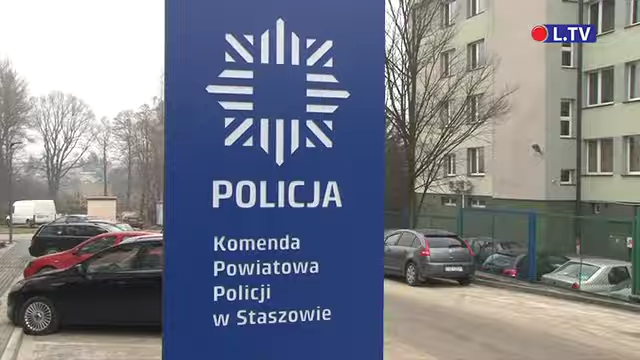 L.TV
POLICJA
Komenda
Powiatowa
Policji
w Staszowie